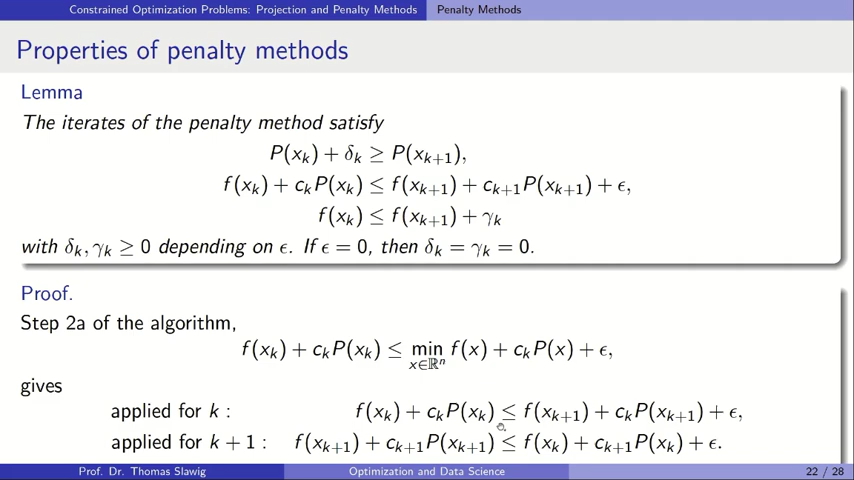 Constrained Optimization Problems: Projection and Penalty Methods Penalty Methods
Properties of penalty methods
Lemma
The iterates of the penalty method satisfy
P(x_k) + δ_k ≥ P(x_{k+1}),
f(x_k) + c_k P(x_k) ≤ f(x_{k+1}) + c_{k+1} P(x_{k+1}) + ϵ,
f(x_k) ≤ f(x_{k+1}) + γ_k
with δ_k, γ_k ≥ 0 depending on ϵ. If ϵ = 0, then δ_k = γ_k = 0.
Proof.
Step 2a of the algorithm,
f(x_k) + c_k P(x_k) ≤ min_{x∈ℝ^n} f(x) + c_k P(x) + ϵ,
gives
applied for k : f(x_k) + c_k P(x_k) ≤ f(x_{k+1}) + c_k P(x_{k+1}) + ϵ,
applied for k + 1 : f(x_{k+1}) + c_{k+1} P(x_{k+1}) ≤ f(x_k) + c_{k+1} P(x_k) + ϵ.
Prof. Dr. Thomas Slawig Optimization and Data Science 22 / 28